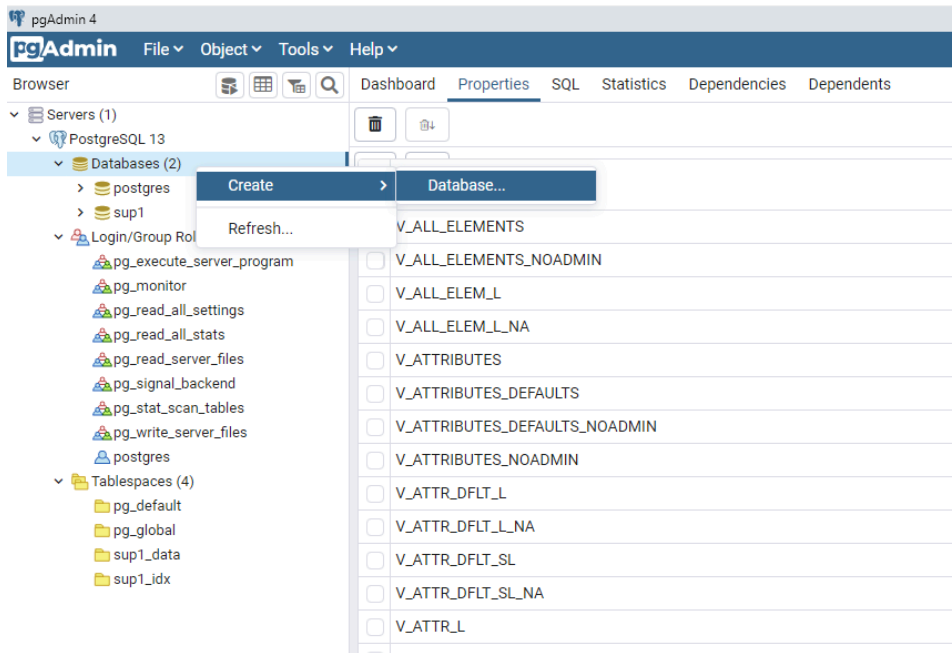 pgAdmin 4
pgAdmin File Object Tools Help
Browser
Dashboard Properties SQL Statistics Dependencies Dependents
Servers (1)
PostgreSQL 13
Databases (2)
postgres
sup1
Login/Group Rol
pg_execute_server_program
pg_monitor
pg_read_all_settings
pg_read_all_stats
pg_read_server_files
pg_signal_backend
pg_stat_scan_tables
pg_write_server_files
postgres
Tablespaces (4)
pg_default
pg_global
sup1_data
sup1_idx
Create
Refresh...
Database...
V_ALL_ELEMENTS
V_ALL_ELEMENTS_NOADMIN
V_ALL_ELEM_L
V_ALL_ELEM_L_NA
V_ATTRIBUTES
V_ATTRIBUTES_DEFAULTS
V_ATTRIBUTES_DEFAULTS_NOADMIN
V_ATTRIBUTES_NOADMIN
V_ATTR_DFLT_L
V_ATTR_DFLT_L_NA
V_ATTR_DFLT_SL
V_ATTR_DFLT_SL_NA
V_ATTR_L